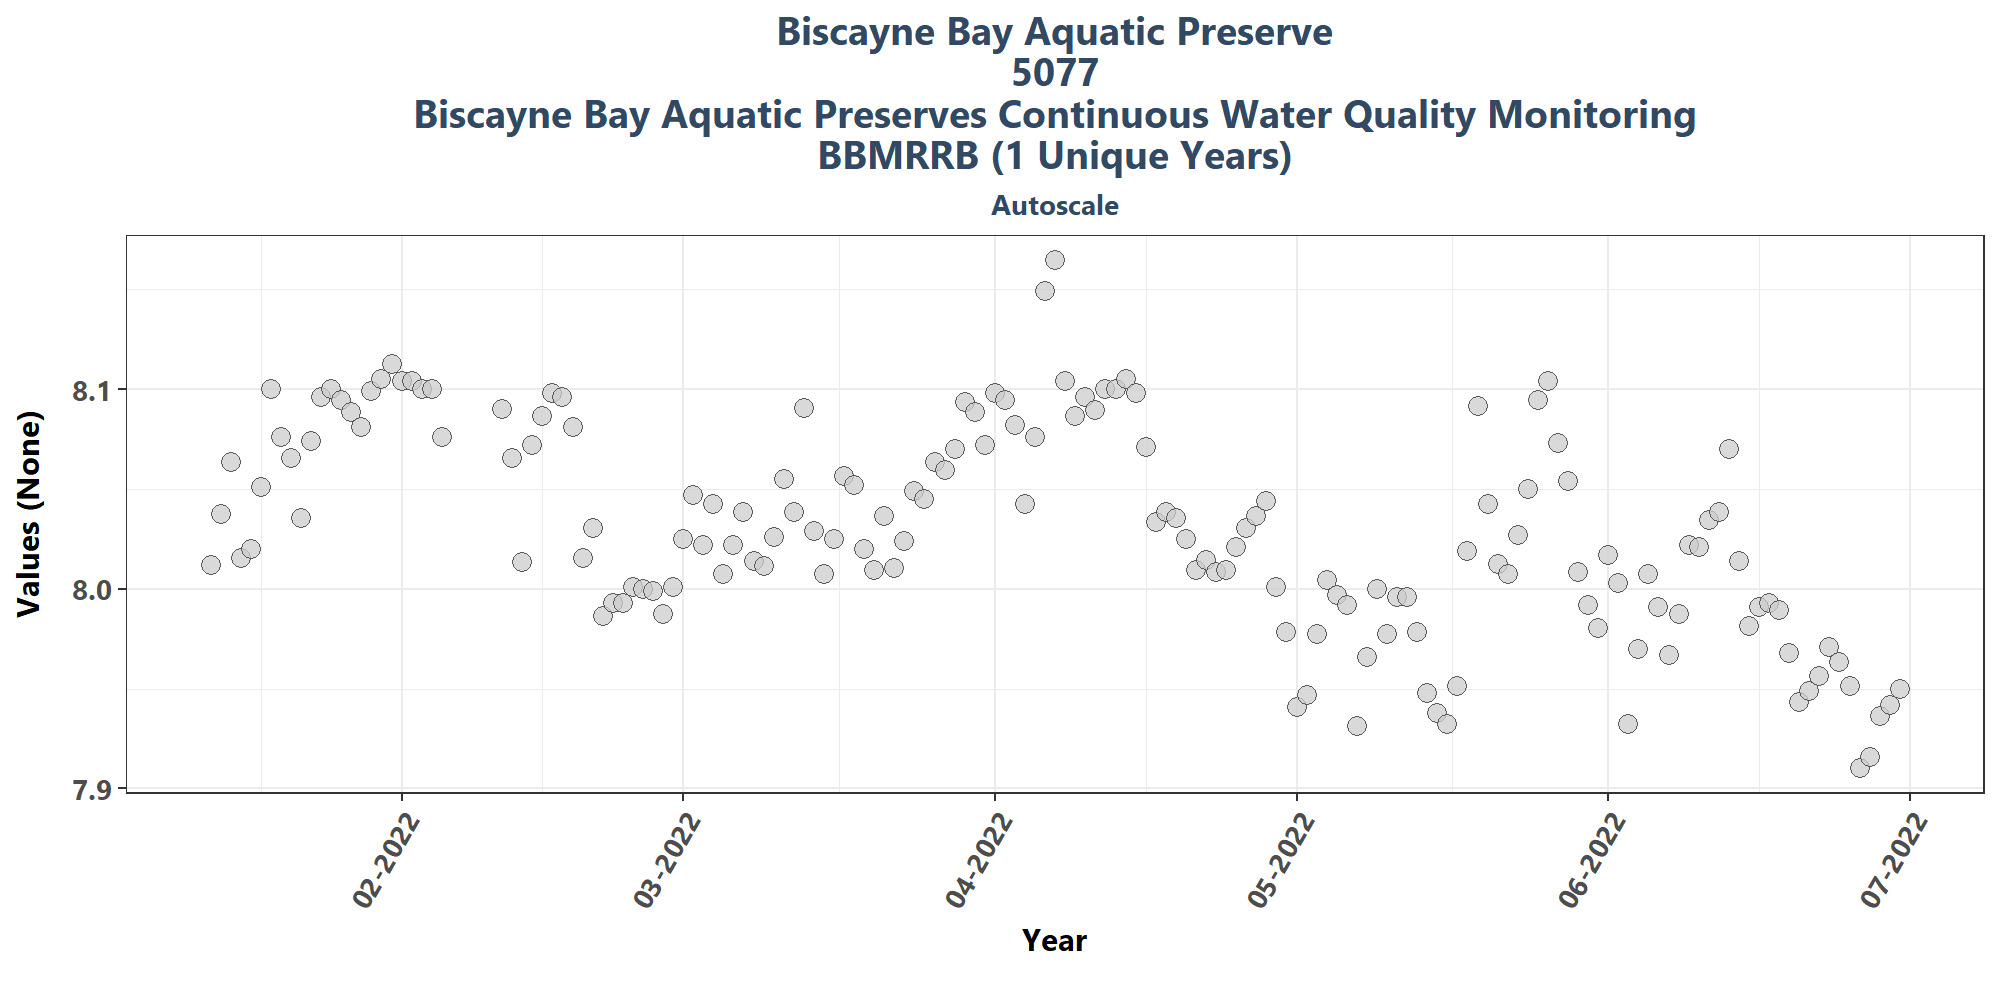 Biscayne Bay Aquatic Preserve
5077
Biscayne Bay Aquatic Preserves Continuous Water Quality Monitoring
BBMRRB (1 Unique Years)
Autoscale
Values (None)
8.1
8.0
7.9
02-2022
03-2022
04-2022
05-2022
06-2022
07-2022
Year